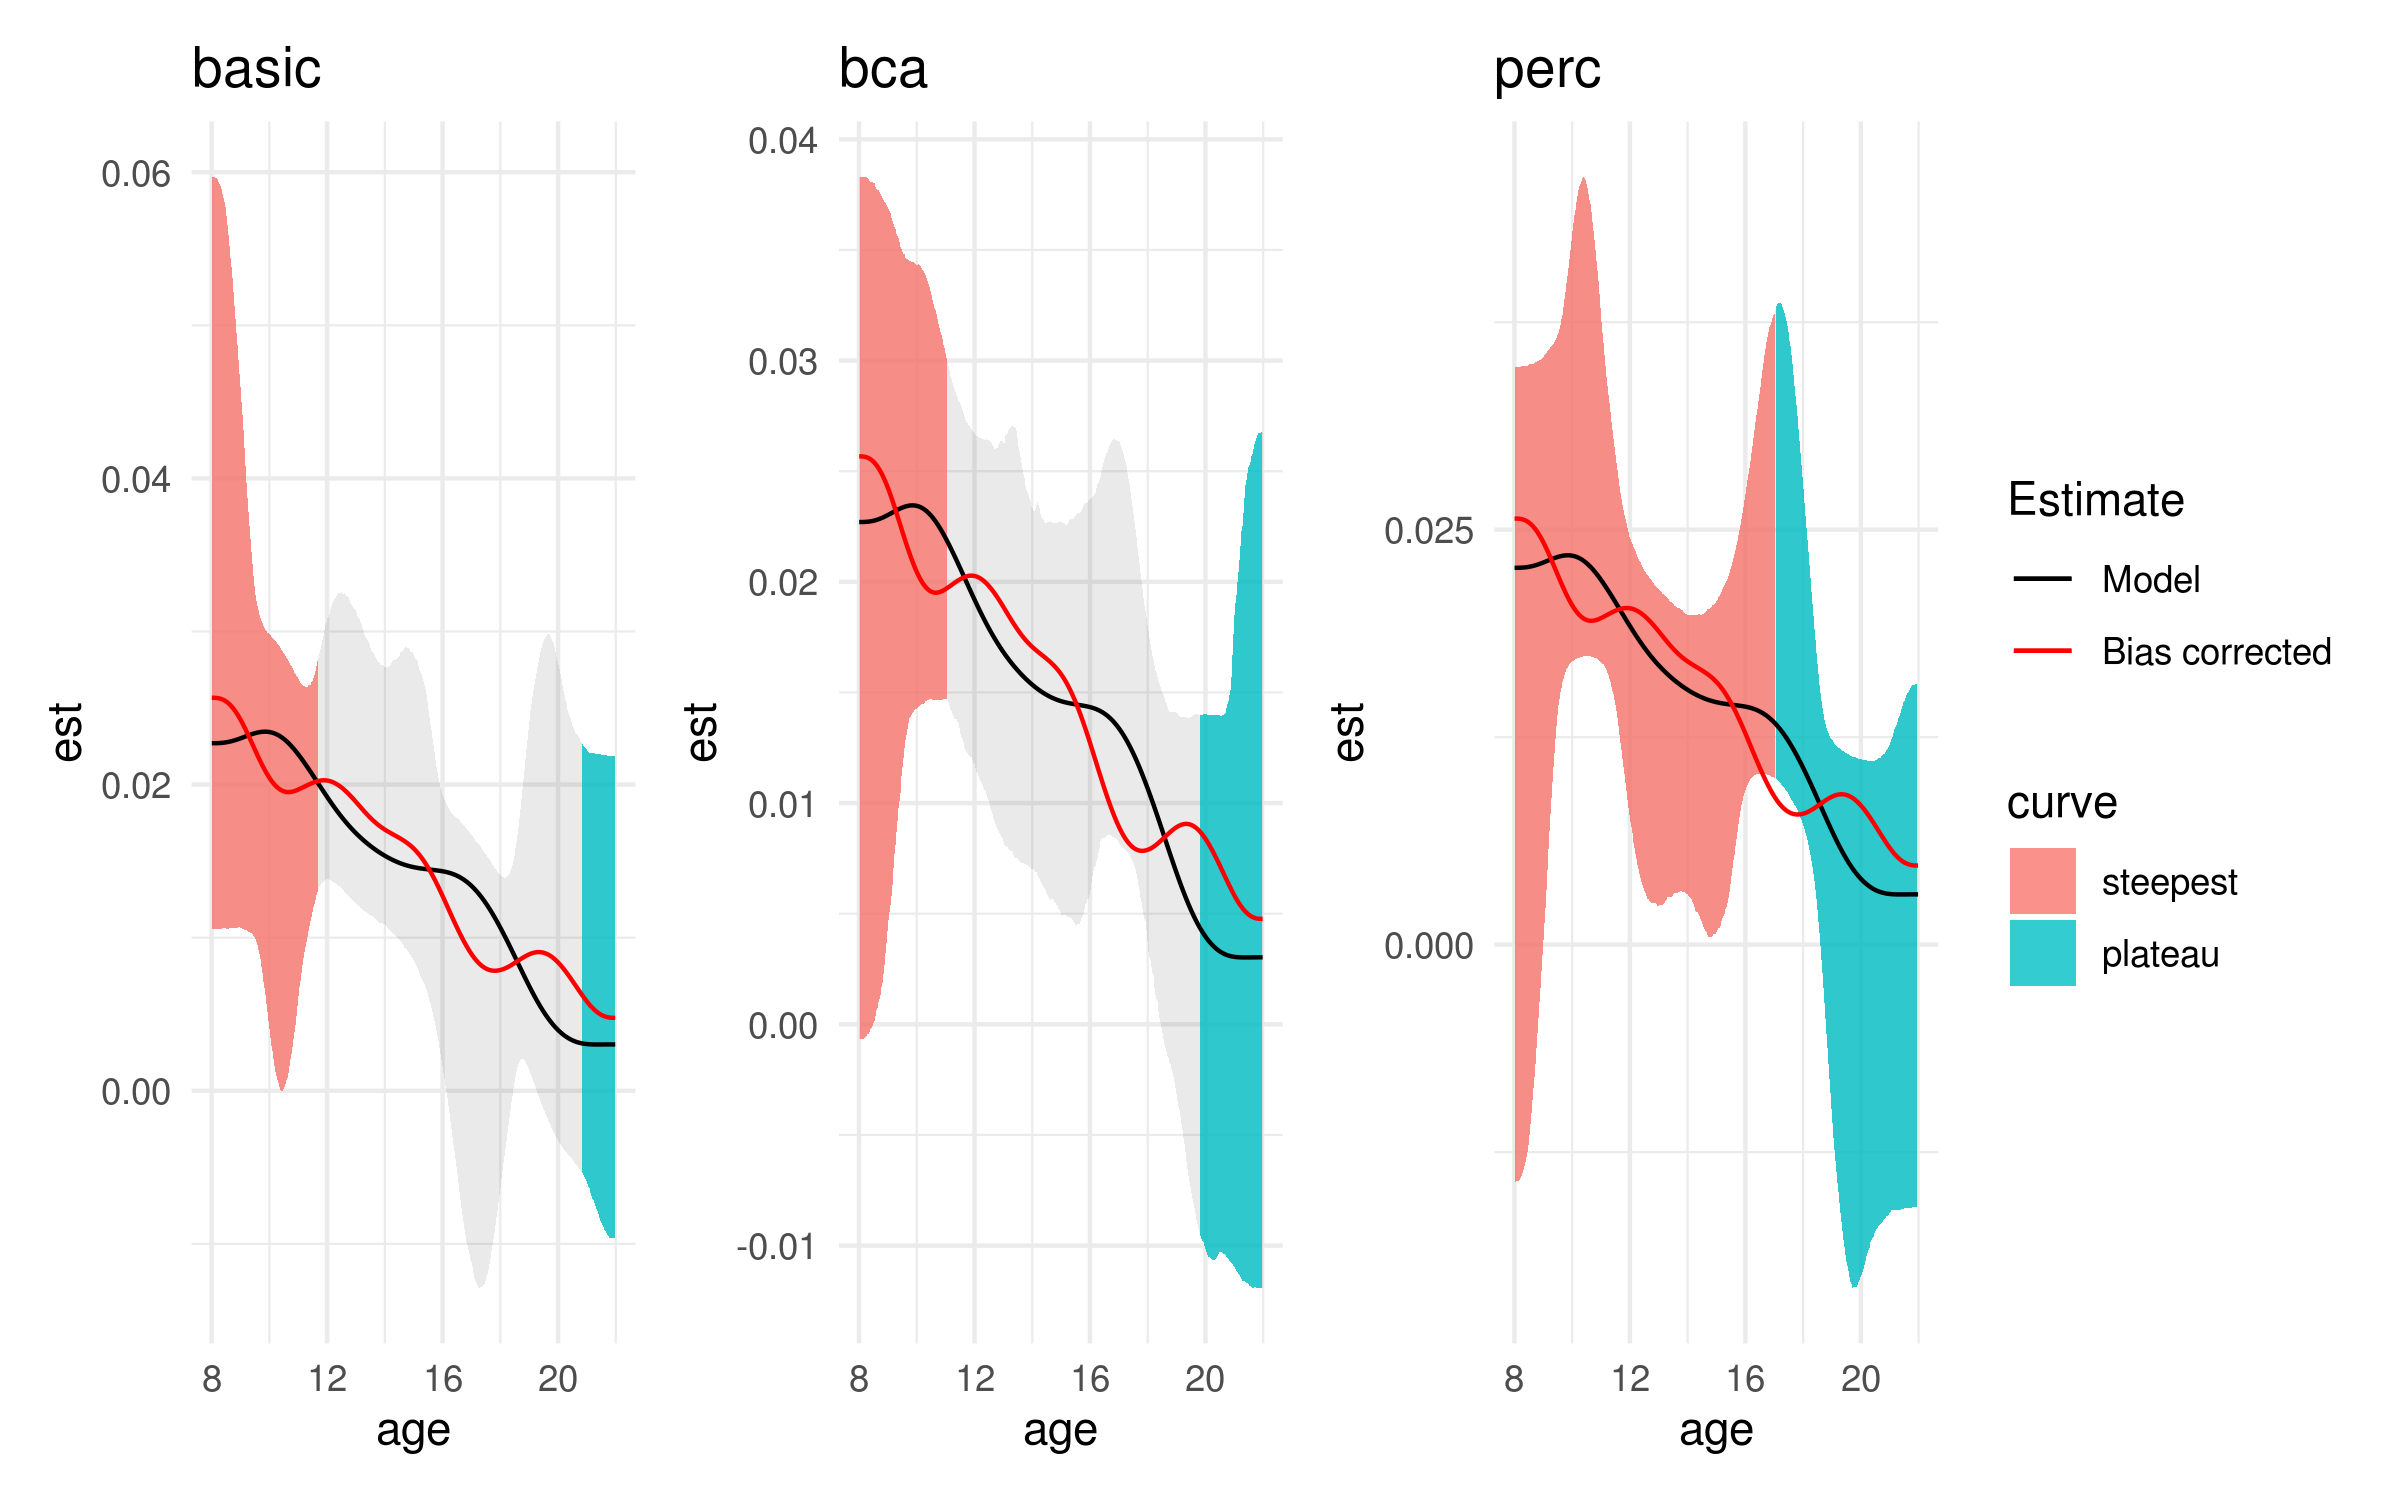 basic
0.06
0.04
0.02
0.00
est
8 12 16 20
age
bca
0.04
0.03
0.02
0.01
0.00
-0.01
est
8 12 16 20
age
perc
0.025
0.000
est
8 12 16 20
age
Estimate
Model
Bias corrected
curve
steepest
plateau